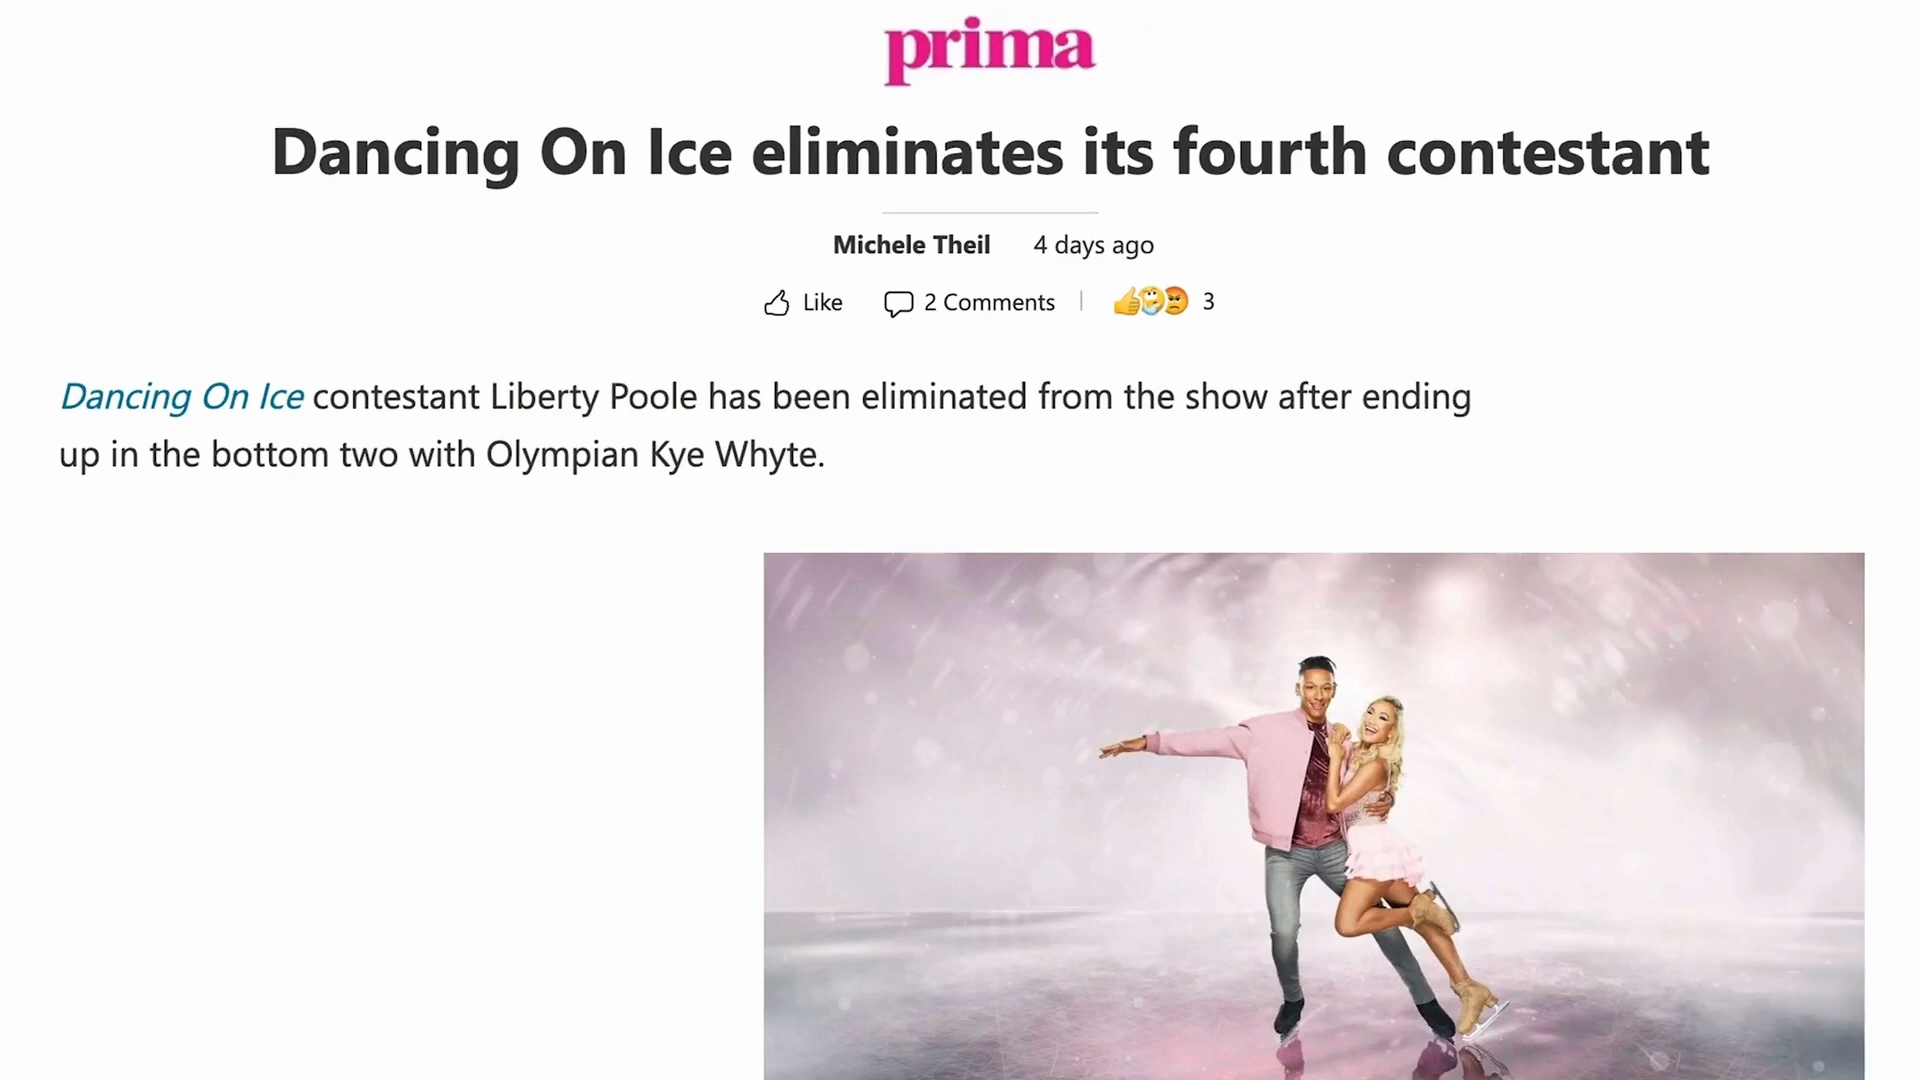 prima
Dancing On Ice eliminates its fourth contestant
Michele Theil 4 days ago
Like 2 Comments | 3
Dancing On Ice contestant Liberty Poole has been eliminated from the show after ending
up in the bottom two with Olympian Kye Whyte.